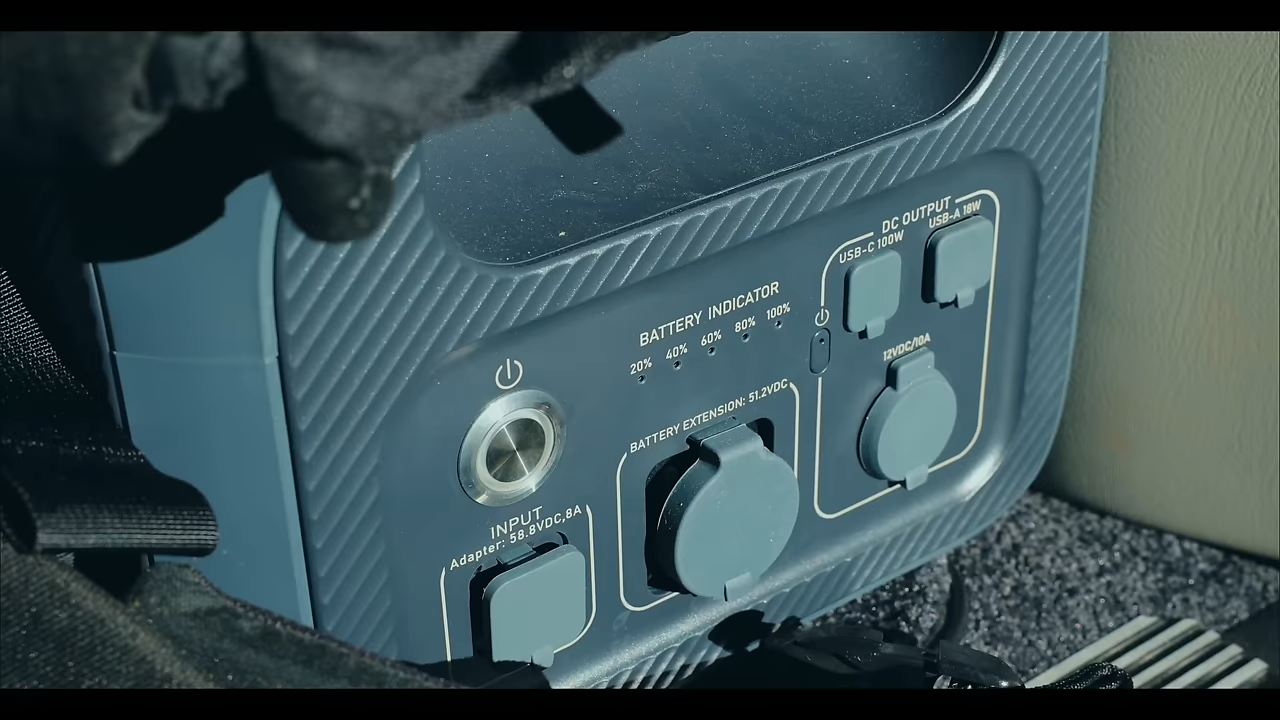 DC OUTPUT
USB-C 100W
USB-A 18W
BATTERY INDICATOR
20% 40% 60% 80% 100%
12VDC/10A
BATTERY EXTENSION: 51.2VDC
INPUT
Adapter: 58.8VDC,8A